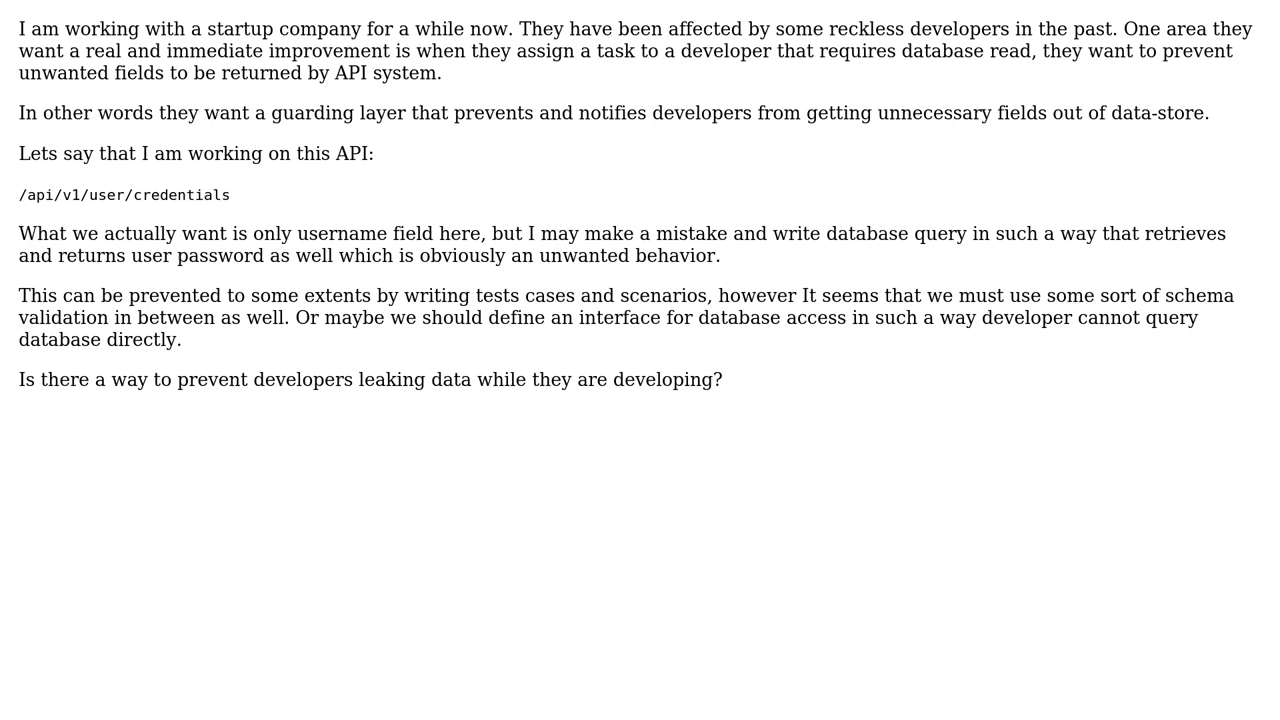 I am working with a startup company for a while now. They have been affected by some reckless developers in the past. One area they
want a real and immediate improvement is when they assign a task to a developer that requires database read, they want to prevent
unwanted fields to be returned by API system.
In other words they want a guarding layer that prevents and notifies developers from getting unnecessary fields out of data-store.
Lets say that I am working on this API:
/api/v1/user/credentials
What we actually want is only username field here, but I may make a mistake and write database query in such a way that retrieves
and returns user password as well which is obviously an unwanted behavior.
This can be prevented to some extents by writing tests cases and scenarios, however It seems that we must use some sort of schema
validation in between as well. Or maybe we should define an interface for database access in such a way developer cannot query
database directly.
Is there a way to prevent developers leaking data while they are developing?